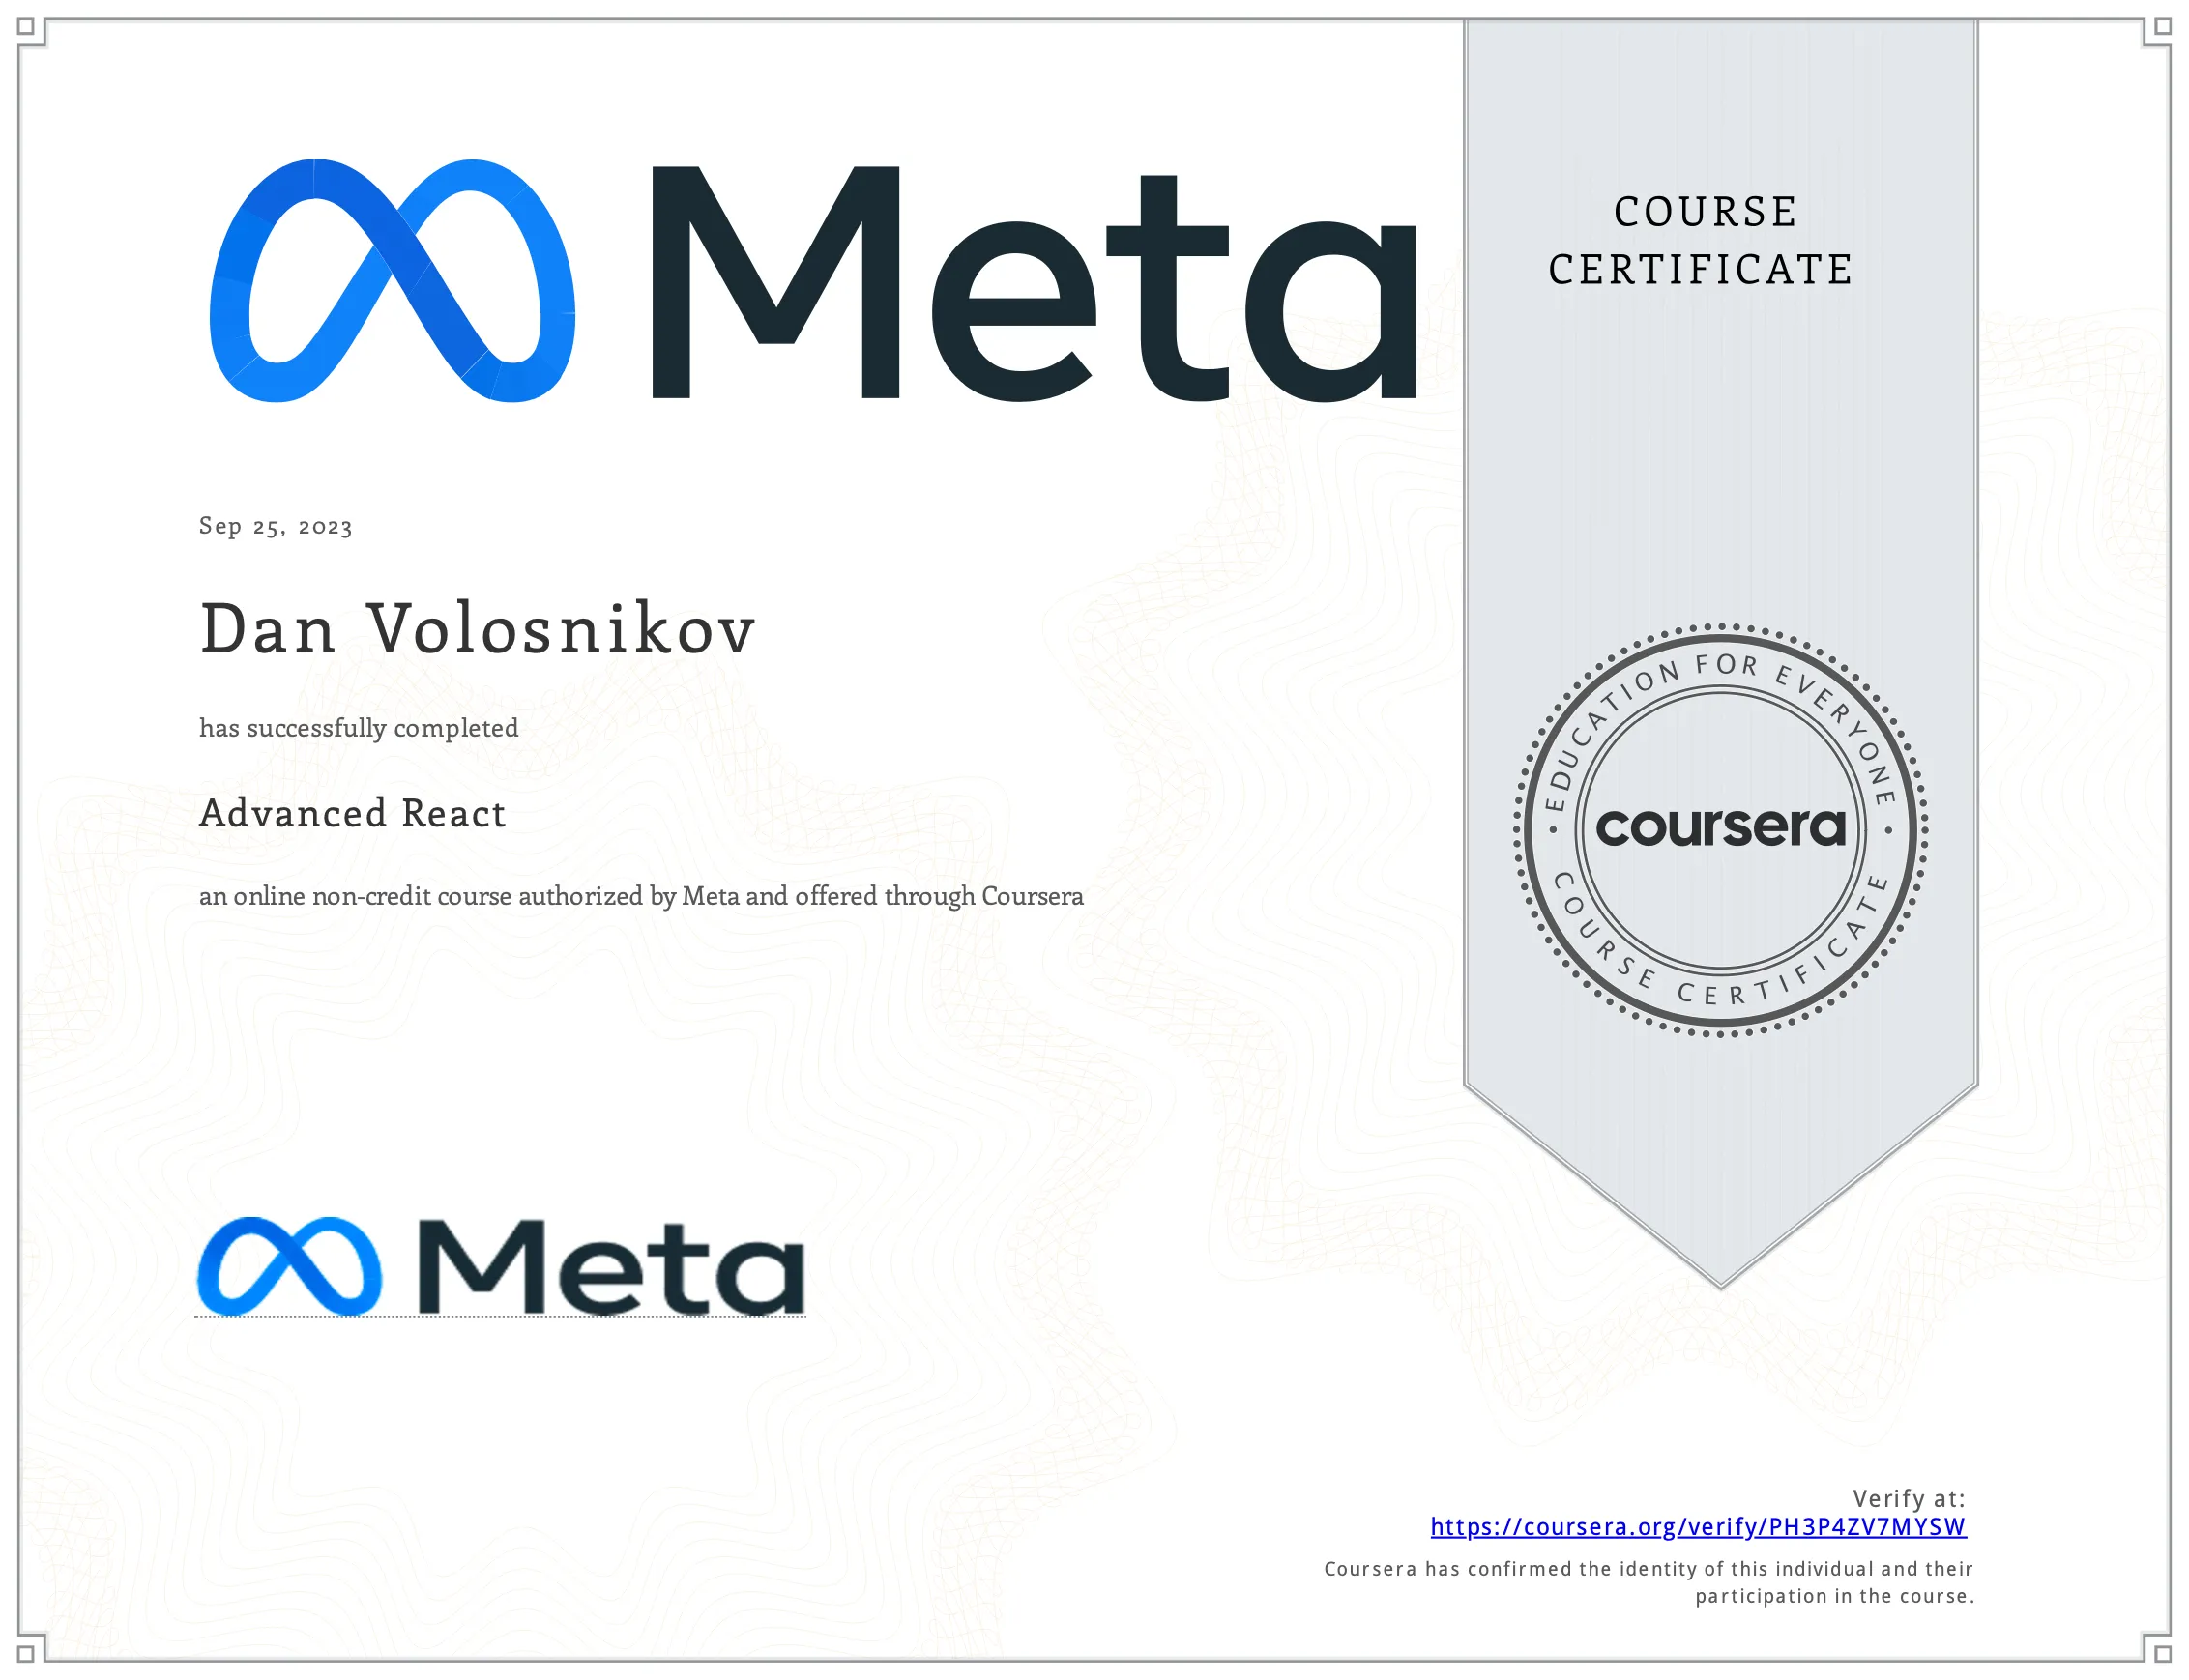 Meta
COURSE
CERTIFICATE
Sep 25, 2023
Dan Volosnikov
has successfully completed
Advanced React
an online non-credit course authorized by Meta and offered through Coursera
EDUCATION FOR EVERYONE
coursera
COURSE CERTIFICATE
Meta
Verify at:
https://coursera.org/verify/PH3P4ZV7MYSW
Coursera has confirmed the identity of this individual and their
participation in the course.